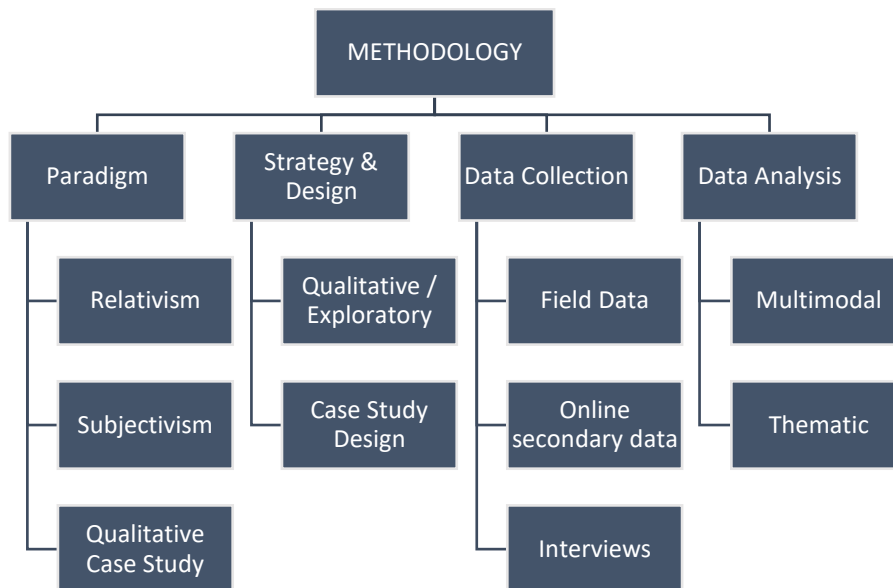 METHODOLOGY
Paradigm
Relativism
Subjectivism
Qualitative
Case Study
Strategy &
Design
Qualitative /
Exploratory
Case Study
Design
Data Collection
Field Data
Online
secondary data
Interviews
Data Analysis
Multimodal
Thematic